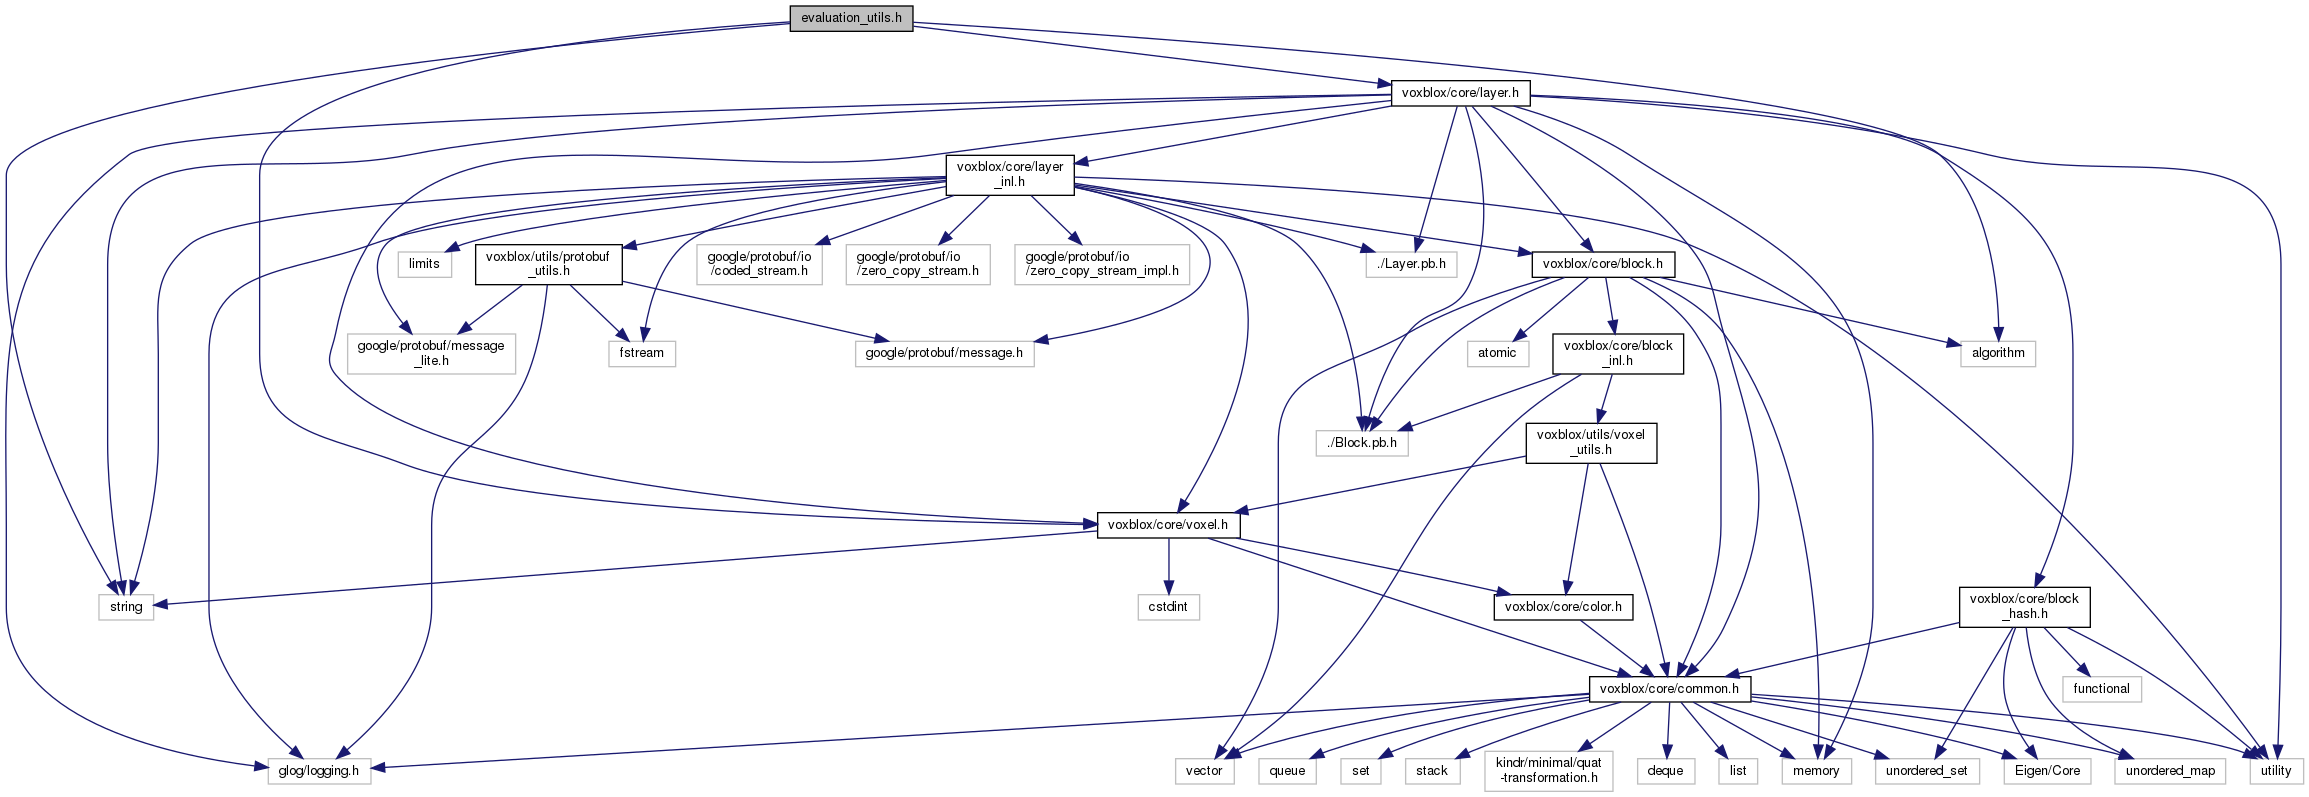 evaluation_utils.h
voxblox/core/layer.h
voxblox/core/layer
_inl.h
limits
voxblox/utils/protobuf
_utils.h
google/protobuf/io
/coded_stream.h
google/protobuf/io
/zero_copy_stream.h
google/protobuf/io
/zero_copy_stream_impl.h
./Layer.pb.h
voxblox/core/block.h
google/protobuf/message
_lite.h
fstream
google/protobuf/message.h
atomic
voxblox/core/block
_inl.h
algorithm
./Block.pb.h
voxblox/utils/voxel
_utils.h
voxblox/core/voxel.h
string
cstdint
voxblox/core/color.h
voxblox/core/block
_hash.h
voxblox/core/common.h
functional
glog/logging.h
vector
queue
set
stack
kindr/minimal/quat
-transformation.h
deque
list
memory
unordered_set
Eigen/Core
unordered_map
utility